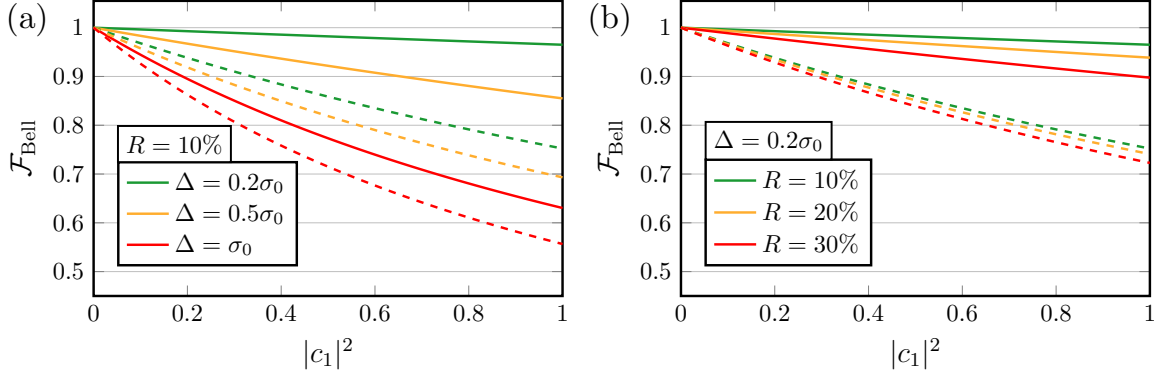 (a)
1
0.9
0.8
0.7
0.6
0.5
𝓕_Bell
R = 10%
Δ = 0.2σ₀
Δ = 0.5σ₀
Δ = σ₀
0 0.2 0.4 0.6 0.8 1
|c₁|²
(b)
1
0.9
0.8
0.7
0.6
0.5
𝓕_Bell
Δ = 0.2σ₀
R = 10%
R = 20%
R = 30%
0 0.2 0.4 0.6 0.8 1
|c₁|²